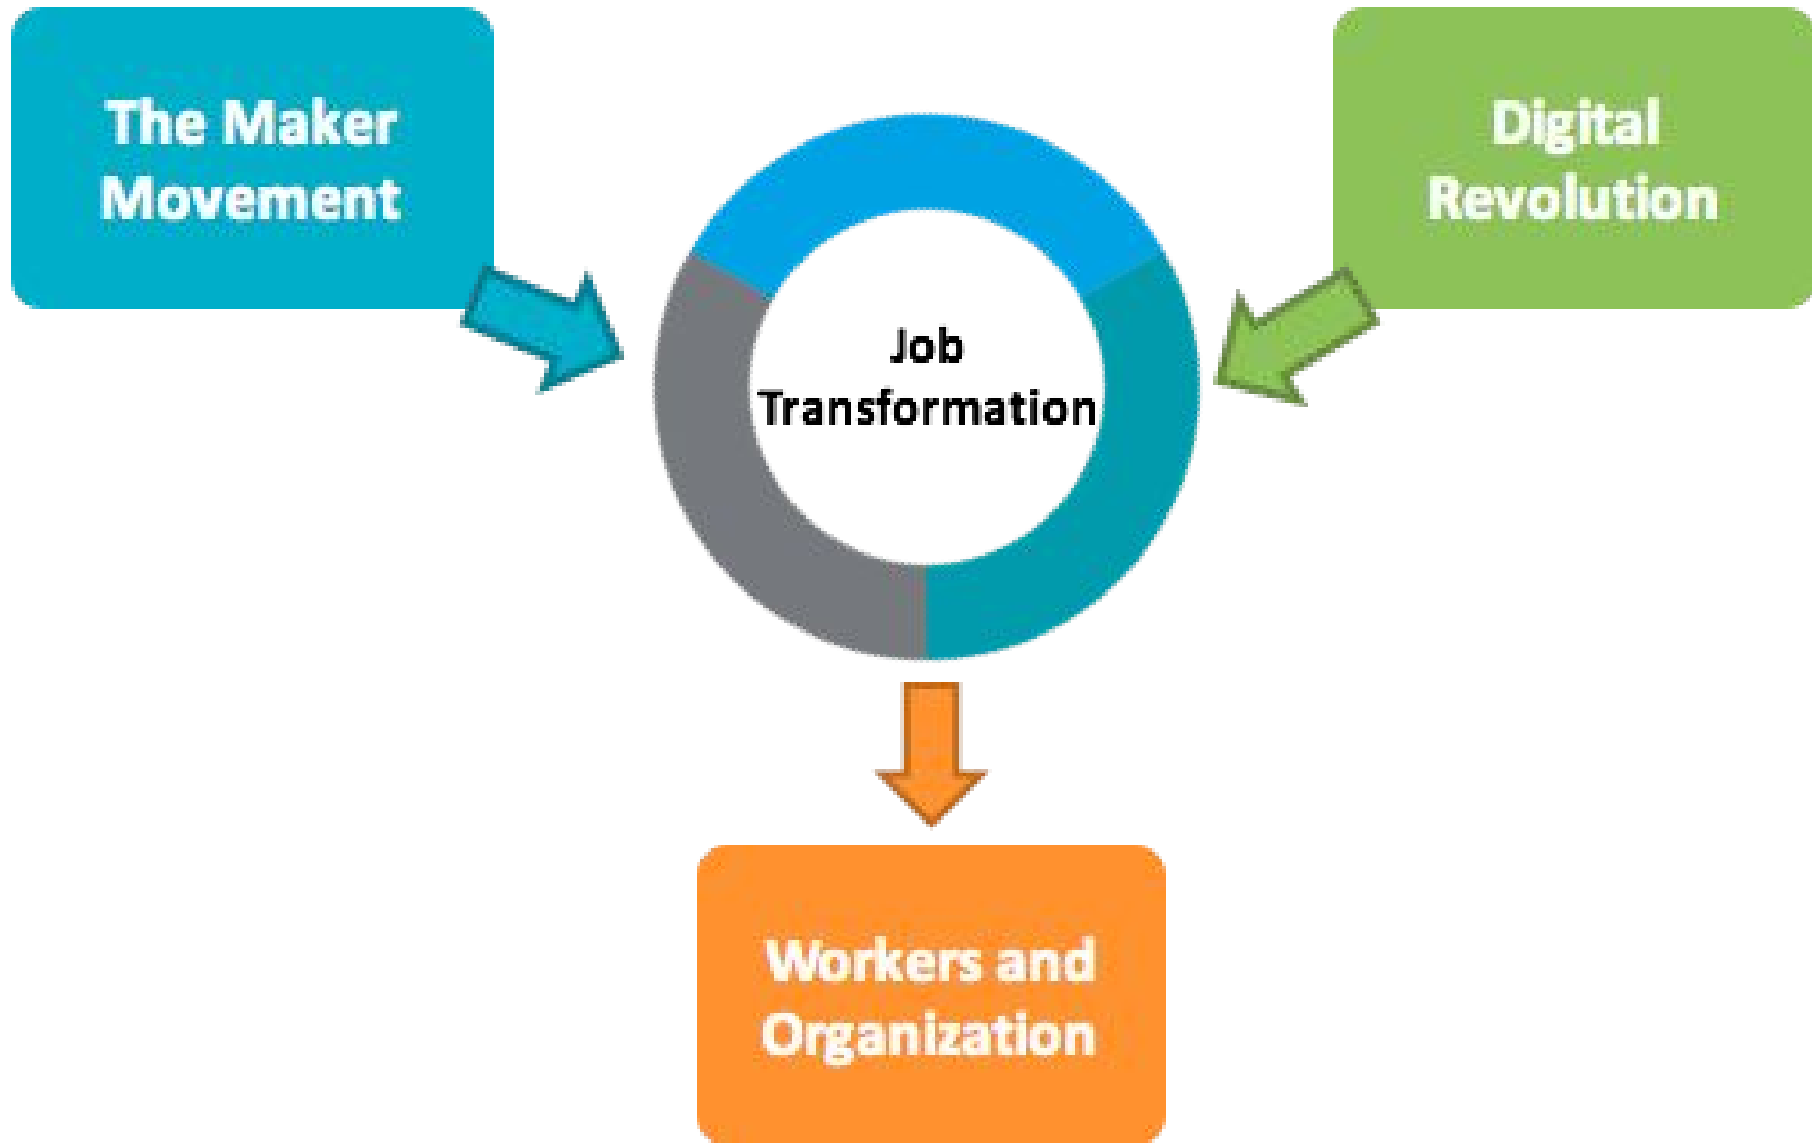 The Maker
Movement
Digital
Revolution
Job
Transformation
Workers and
Organization